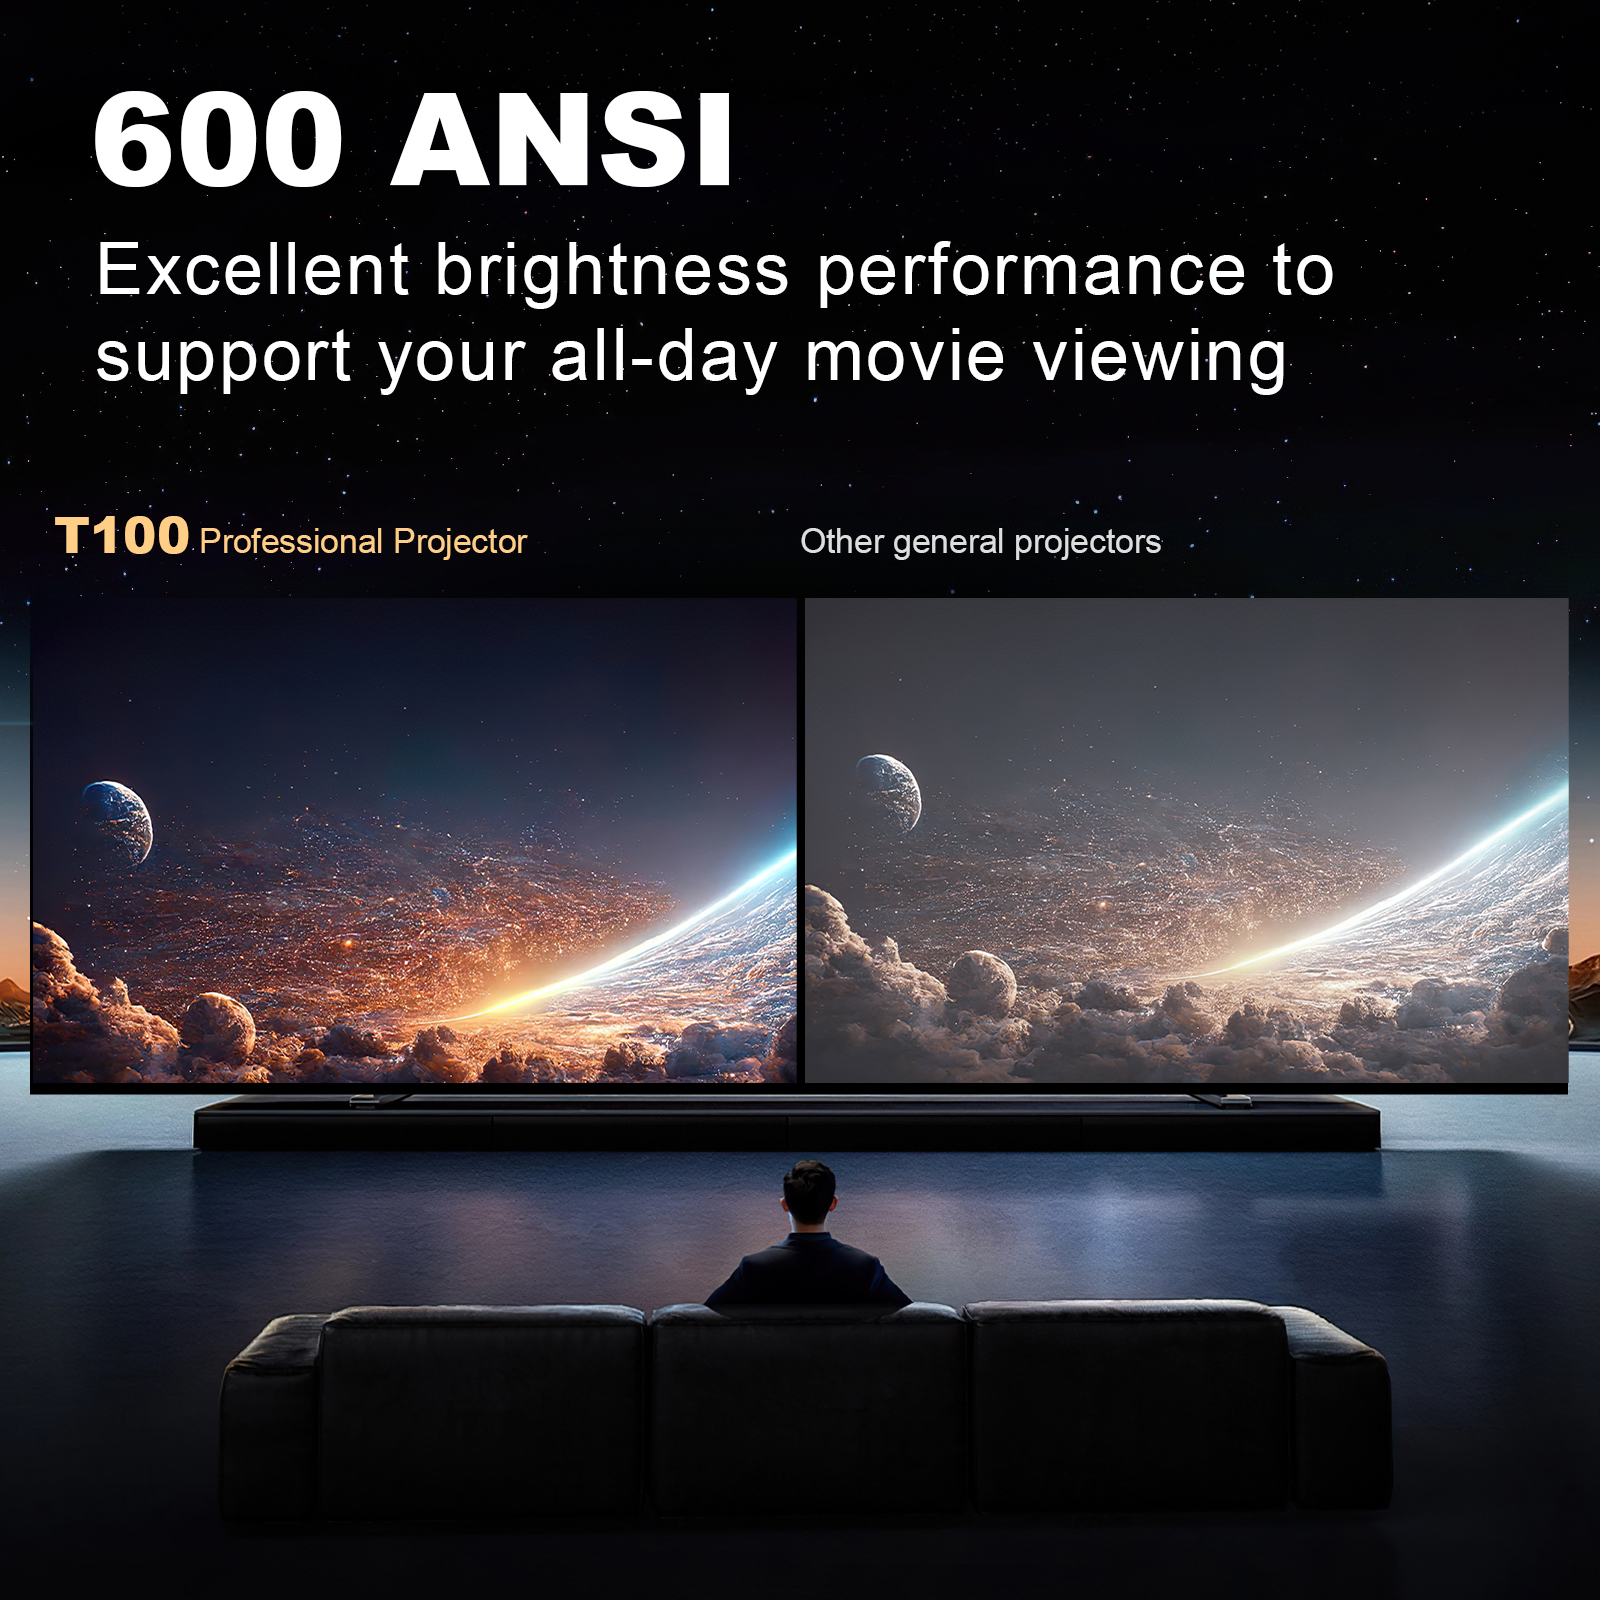 600 ANSI
Excellent brightness performance to
support your all-day movie viewing
T100 Professional Projector
Other general projectors